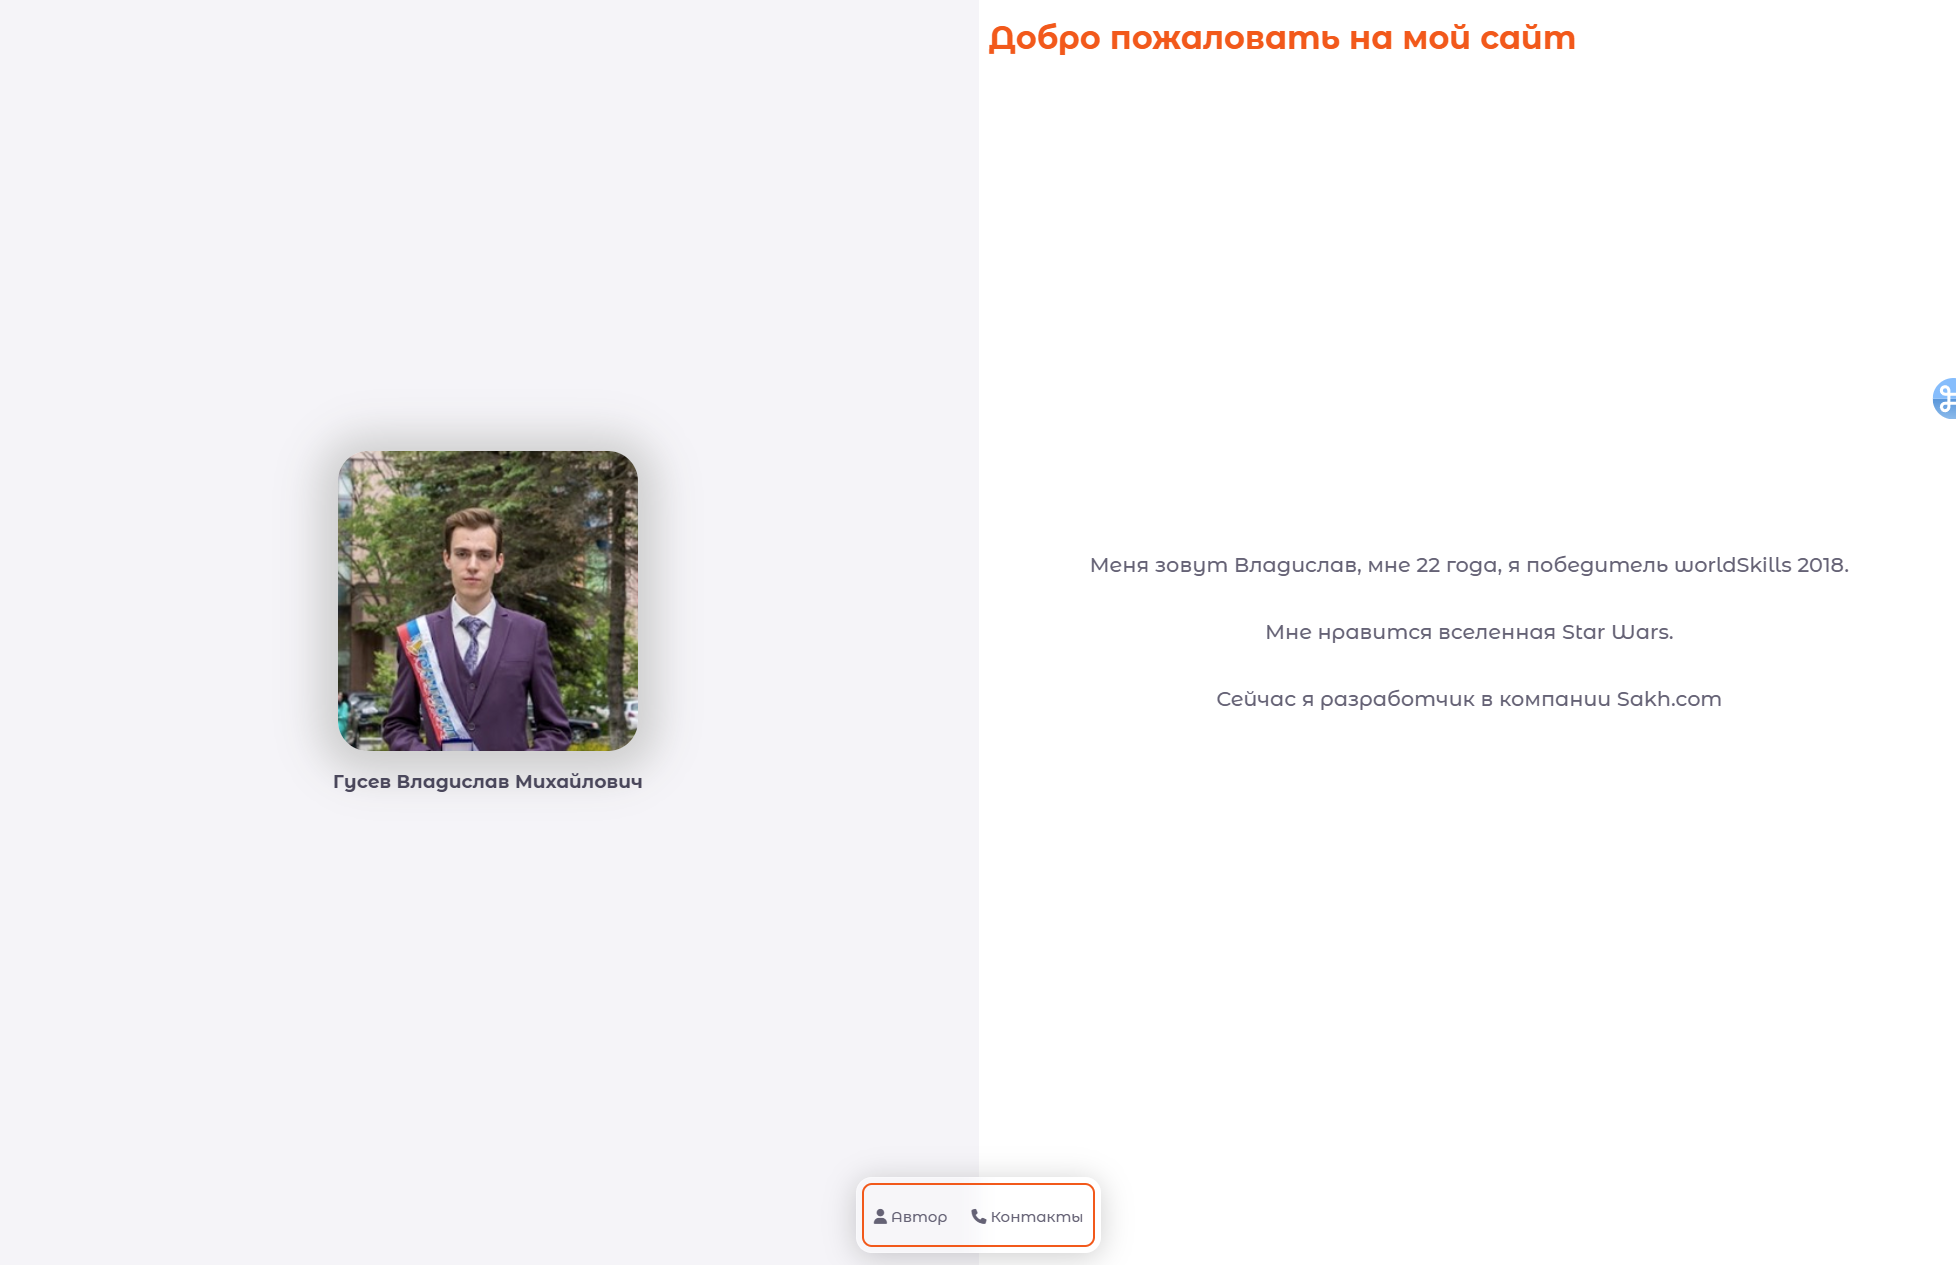 Добро пожаловать на мой сайт
Меня зовут Владислав, мне 22 года, я победитель worldSkills 2018.
Мне нравится вселенная Star Wars.
Сейчас я разработчик в компании Sakh.com
Гусев Владислав Михайлович
Автор
Контакты